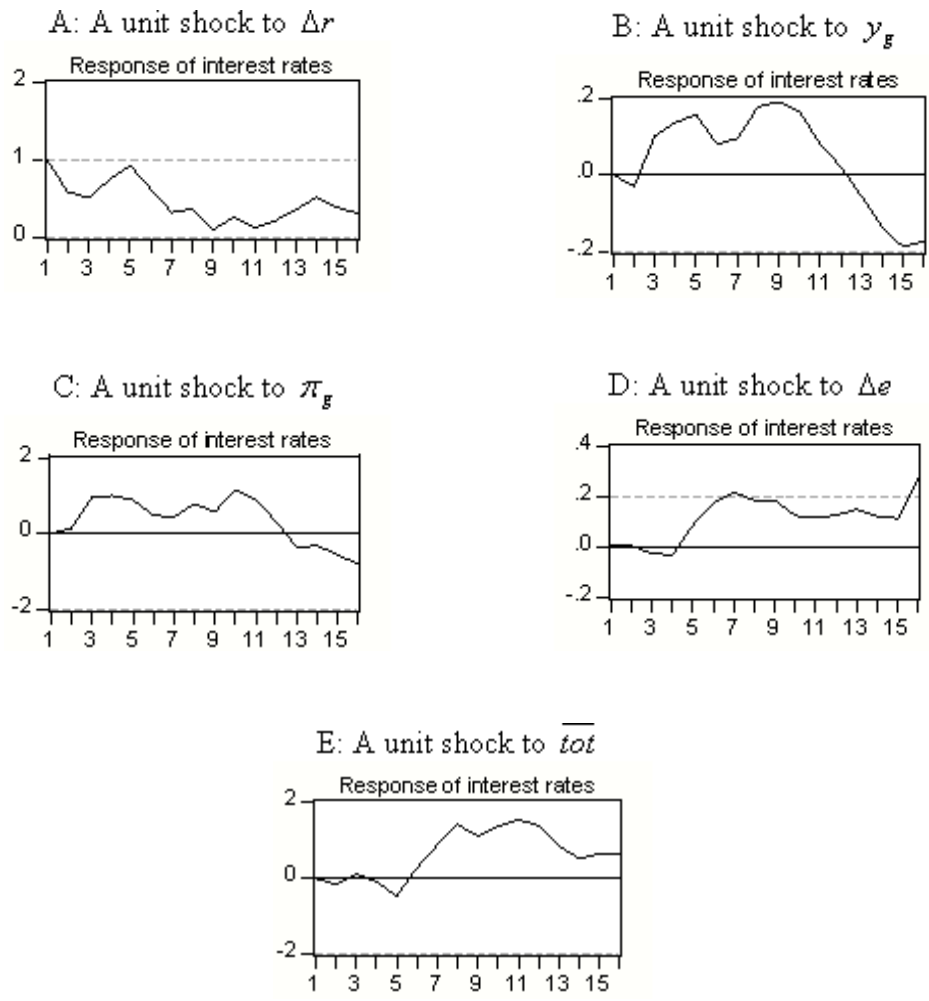 A: A unit shock to Δr
Response of interest rates
2
1
0
1 3 5 7 9 11 13 15
B: A unit shock to y_g
Response of interest rates
.2
.0
-.2
1 3 5 7 9 11 13 15
C: A unit shock to π_g
Response of interest rates
2
0
-2
1 3 5 7 9 11 13 15
D: A unit shock to Δe
Response of interest rates
.4
.2
.0
-.2
1 3 5 7 9 11 13 15
E: A unit shock to t̅o̅t̅
Response of interest rates
2
0
-2
1 3 5 7 9 11 13 15